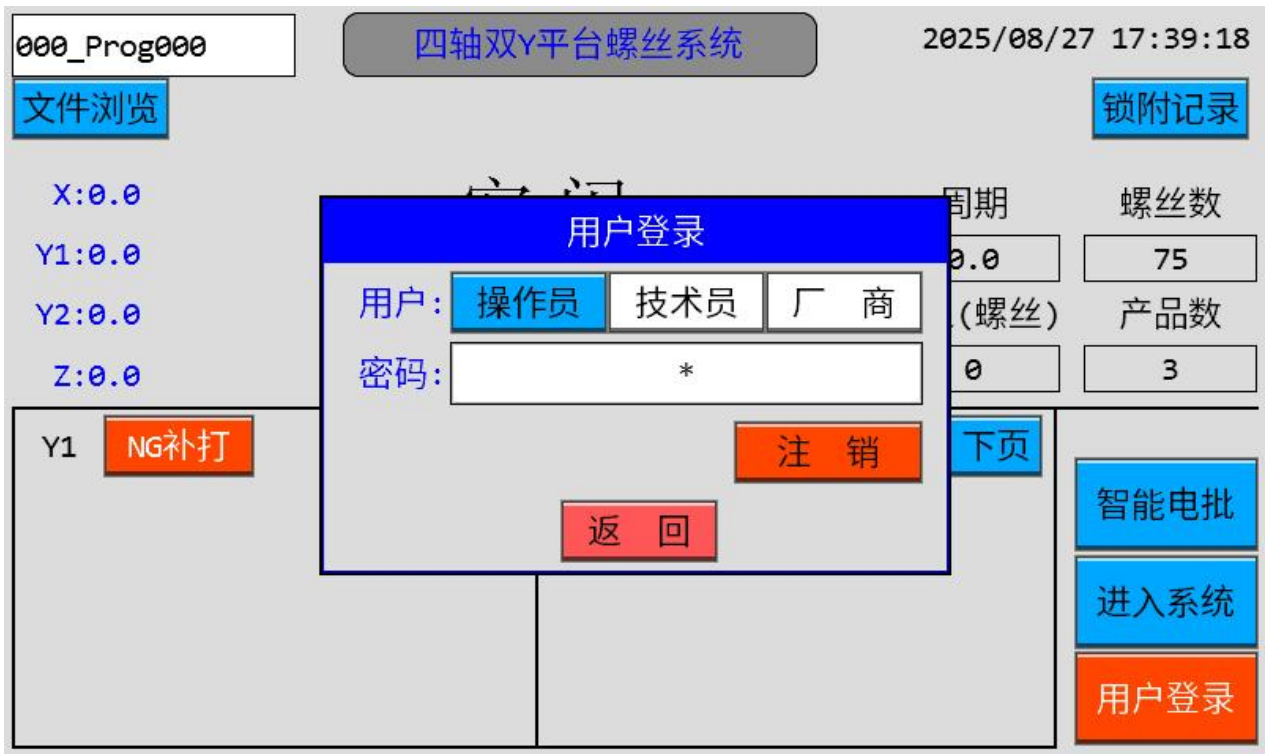 000_Prog000
四轴双Y平台螺丝系统
2025/08/27 17:39:18
文件浏览
锁附记录
X:0.0
周期
螺丝数
用户登录
Y1:0.0
0.0
75
用户:
操作员
技术员
厂 商
Y2:0.0
(螺丝)
产品数
密码:
*
Z:0.0
0
3
Y1
NG补打
注 销
下页
智能电批
返 回
进入系统
用户登录